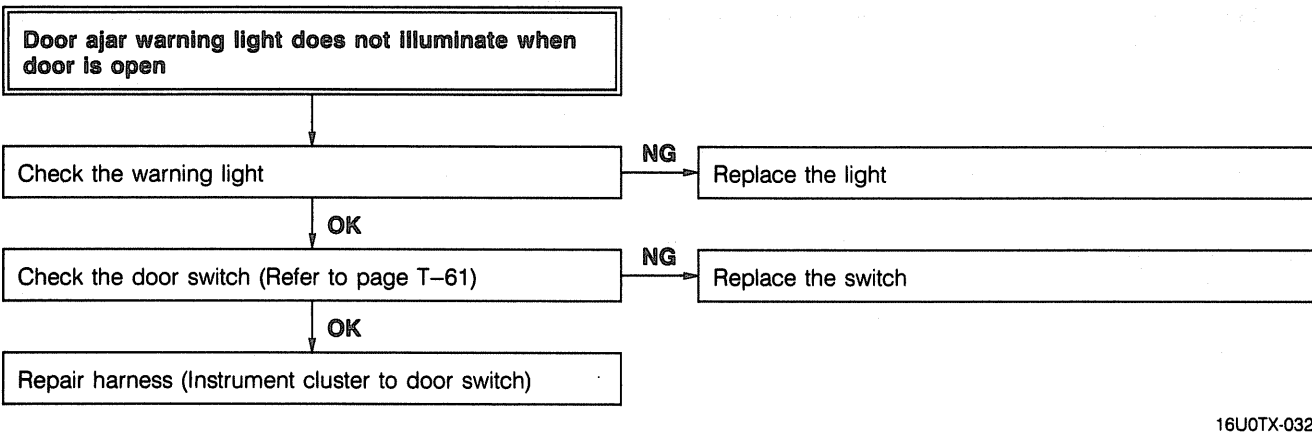 Door ajar warning light does not illuminate when
door is open
Check the warning light
NG
Replace the light
OK
Check the door switch (Refer to page T–61)
NG
Replace the switch
OK
Repair harness (Instrument cluster to door switch)
16U0TX-032